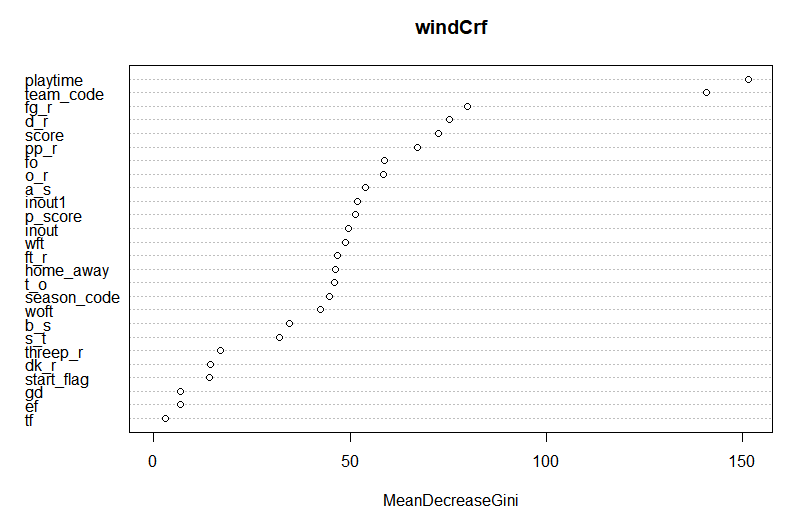 windCrf
playtime
team_code
fg_r
d_r
score
pp_r
fo
o_r
a_s
inout1
p_score
inout
wft
ft_r
home_away
t_o
season_code
woft
b_s
s_t
threep_r
dk_r
start_flag
gd
ef
tf
0 50 100 150
MeanDecreaseGini